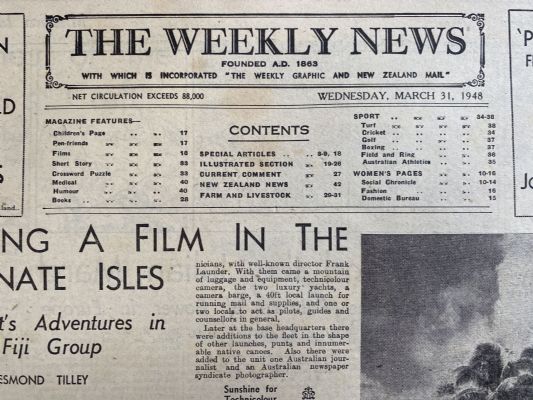 THE WEEKLY NEWS
FOUNDED A.D. 1863
WITH WHICH IS INCORPORATED "THE WEEKLY GRAPHIC AND NEW ZEALAND MAIL"
NET CIRCULATION EXCEEDS 88,000
WEDNESDAY, MARCH 31, 1948
MAGAZINE FEATURES—
Children's Page .. 17
Pen-friends .. .. 17
Films .. .. .. 18
Short Story .. .. 33
Crossword Puzzle .. 33
Medical .. .. 40
Humour .. .. 40
Books .. .. .. 28
CONTENTS
SPECIAL ARTICLES .. .. 5-9, 18
ILLUSTRATED SECTION .. 19-26
CURRENT COMMENT .. 27
NEW ZEALAND NEWS .. 42
FARM AND LIVESTOCK .. 29-31
SPORT .. .. .. .. 34-38
Turf .. .. .. .. 38
Cricket .. .. .. .. 34
Golf .. .. .. .. 37
Boxing .. .. .. .. 37
Field and Ring .. .. 36
Australian Athletics .. 35
WOMEN'S PAGES .. 10-16
Social Chronicle .. 10-14
Fashion .. .. .. 16
Domestic Bureau .. 15
NG A FILM IN THE
NATE ISLES
t's Adventures in
Fiji Group
ESMOND TILLEY
nicians, with well-known director Frank
Launder. With them came a mountain
of luggage and equipment, technicolour
camera, the two luxury yachts, a
camera barge, a 40ft local launch for
running mail and supplies, and one or
two locals to act as pilots, guides and
counsellors in general.
Later at the base headquarters there
were additions to the fleet in the shape
of other launches, punts and innumer-
able native canoes. Also there were
added to the unit one Australian jour-
nalist and an Australian newspaper
syndicate photographer.
Sunshine for
Technicolour